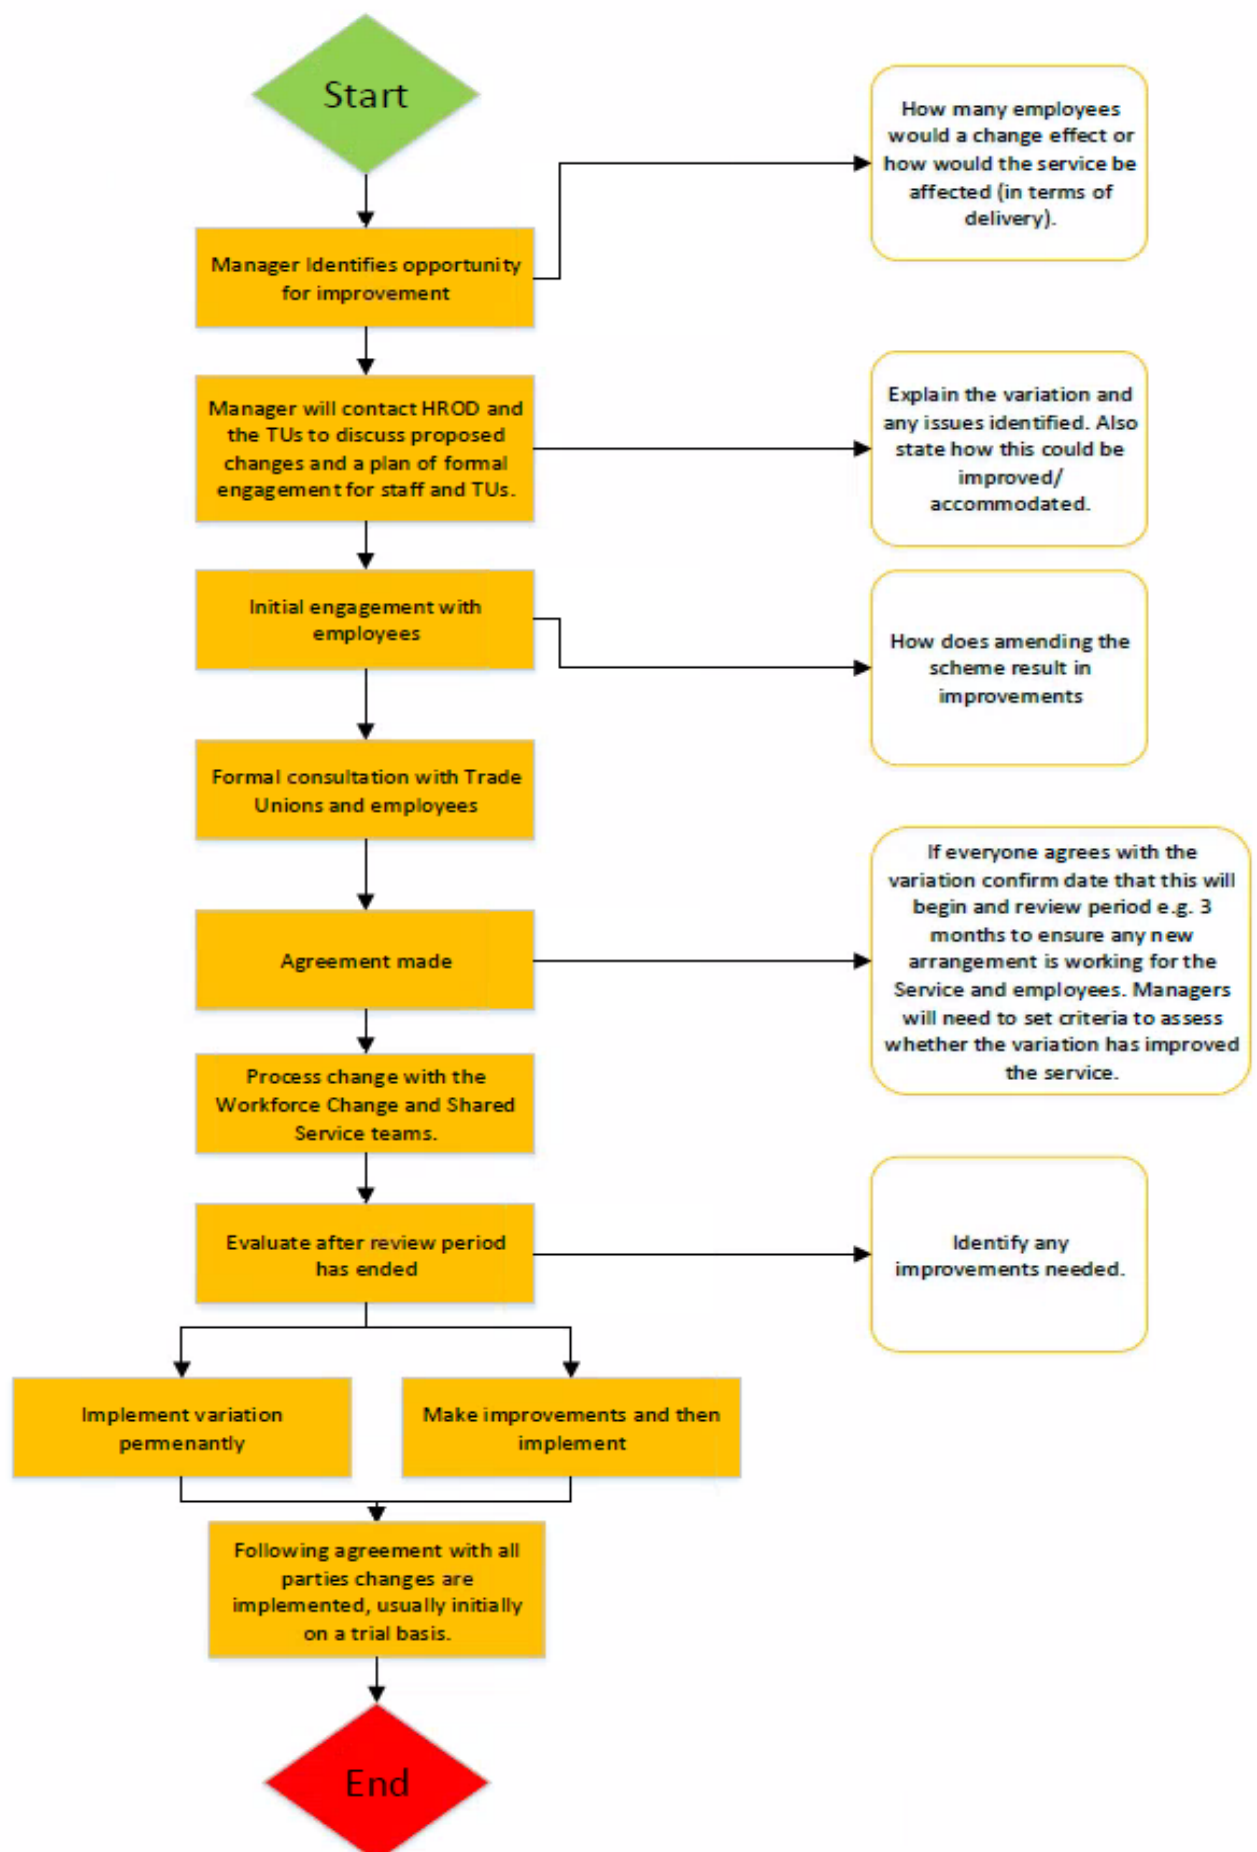 Start
How many employees
would a change effect or
how would the service be
affected (in terms of
delivery).
Manager Identifies opportunity
for improvement
Manager will contact HROD and
the TUs to discuss proposed
changes and a plan of formal
engagement for staff and TUs.
Explain the variation and
any issues identified. Also
state how this could be
improved/
accommodated.
Initial engagement with
employees
How does amending the
scheme result in
improvements
Formal consultation with Trade
Unions and employees
Agreement made
If everyone agrees with the
variation confirm date that this will
begin and review period e.g. 3
months to ensure any new
arrangement is working for the
Service and employees. Managers
will need to set criteria to assess
whether the variation has improved
the service.
Process change with the
Workforce Change and Shared
Service teams.
Evaluate after review period
has ended
Identify any
improvements needed.
Implement variation
permenantly
Make improvements and then
implement
Following agreement with all
parties changes are
implemented, usually initially
on a trial basis.
End